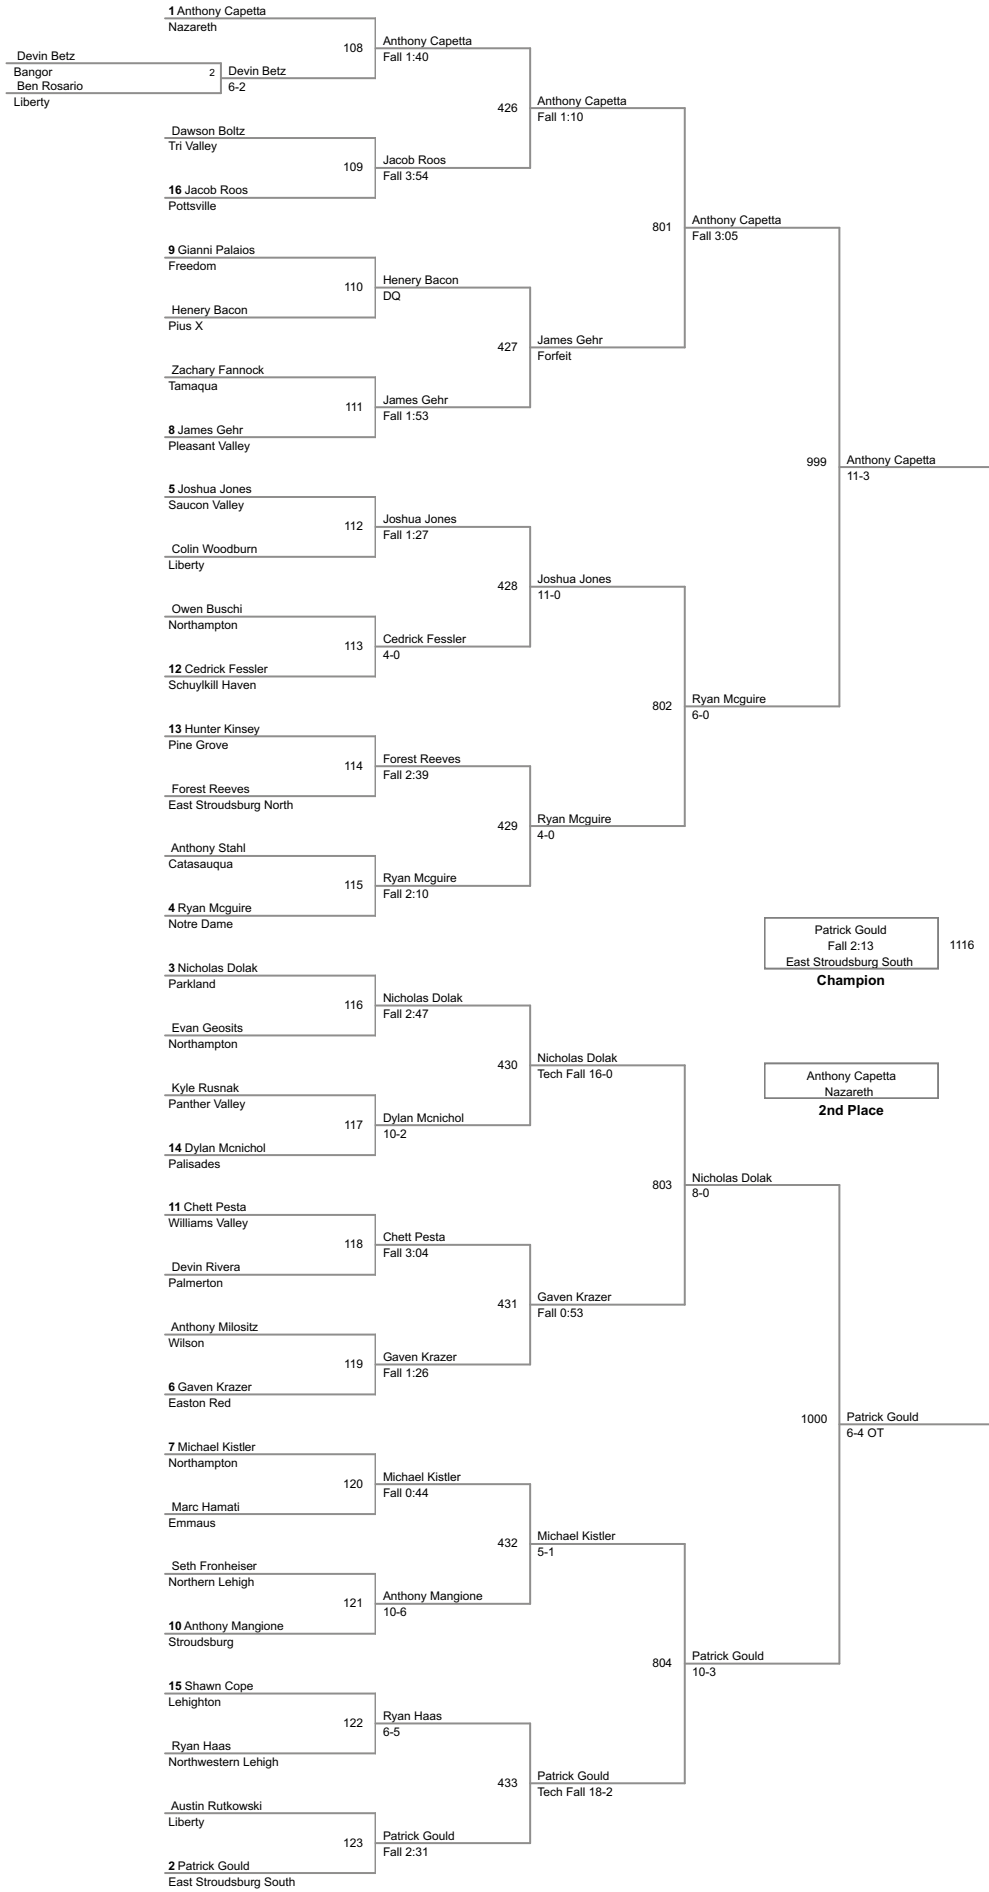 1 Anthony Capetta
Nazareth
108
Anthony Capetta
Fall 1:40
Devin Betz
Bangor
2
Devin Betz
6-2
Ben Rosario
Liberty
426
Anthony Capetta
Fall 1:10
Dawson Boltz
Tri Valley
109
Jacob Roos
Fall 3:54
16 Jacob Roos
Pottsville
801
Anthony Capetta
Fall 3:05
9 Gianni Palaios
Freedom
110
Henery Bacon
DQ
Henery Bacon
Pius X
427
James Gehr
Forfeit
Zachary Fannock
Tamaqua
111
James Gehr
Fall 1:53
8 James Gehr
Pleasant Valley
999
Anthony Capetta
11-3
5 Joshua Jones
Saucon Valley
112
Joshua Jones
Fall 1:27
Colin Woodburn
Liberty
428
Joshua Jones
11-0
Owen Buschi
Northampton
113
Cedrick Fessler
4-0
12 Cedrick Fessler
Schuylkill Haven
802
Ryan Mcguire
6-0
13 Hunter Kinsey
Pine Grove
114
Forest Reeves
Fall 2:39
Forest Reeves
East Stroudsburg North
429
Ryan Mcguire
4-0
Anthony Stahl
Catasauqua
115
Ryan Mcguire
Fall 2:10
4 Ryan Mcguire
Notre Dame
Patrick Gould
Fall 2:13
East Stroudsburg South
1116
Champion
3 Nicholas Dolak
Parkland
116
Nicholas Dolak
Fall 2:47
Evan Geosits
Northampton
430
Nicholas Dolak
Tech Fall 16-0
Anthony Capetta
Nazareth
2nd Place
Kyle Rusnak
Panther Valley
117
Dylan Mcnichol
10-2
14 Dylan Mcnichol
Palisades
803
Nicholas Dolak
8-0
11 Chett Pesta
Williams Valley
118
Chett Pesta
Fall 3:04
Devin Rivera
Palmerton
431
Gaven Krazer
Fall 0:53
Anthony Milositz
Wilson
119
Gaven Krazer
Fall 1:26
6 Gaven Krazer
Easton Red
1000
Patrick Gould
6-4 OT
7 Michael Kistler
Northampton
120
Michael Kistler
Fall 0:44
Marc Hamati
Emmaus
432
Michael Kistler
5-1
Seth Fronheiser
Northern Lehigh
121
Anthony Mangione
10-6
10 Anthony Mangione
Stroudsburg
804
Patrick Gould
10-3
15 Shawn Cope
Lehighton
122
Ryan Haas
6-5
Ryan Haas
Northwestern Lehigh
433
Patrick Gould
Tech Fall 18-2
Austin Rutkowski
Liberty
123
Patrick Gould
Fall 2:31
2 Patrick Gould
East Stroudsburg South